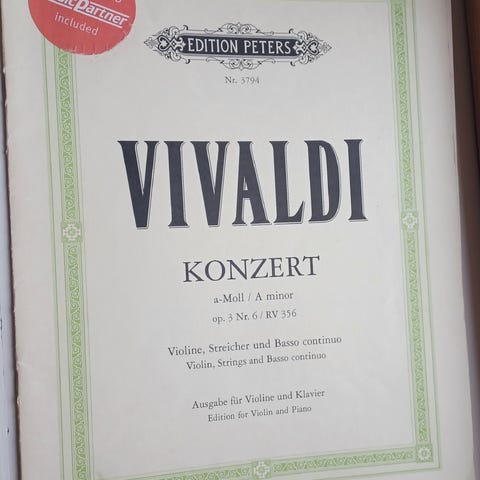 Partner
included
EDITION PETERS
Nr. 3794
VIVALDI
KONZERT
a-Moll / A minor
op. 3 Nr. 6 / RV 356
Violine, Streicher und Basso continuo
Violin, Strings and Basso continuo
Ausgabe für Violine und Klavier
Edition for Violin and Piano